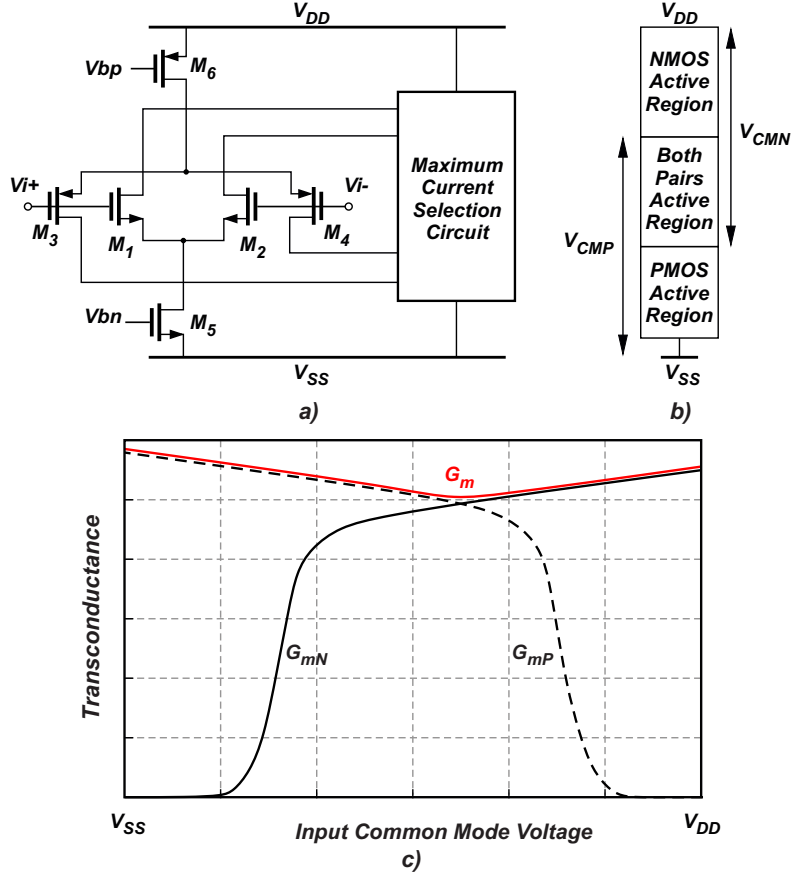 V_DD
Vbp
M_6
Maximum
Current
Selection
Circuit
Vi+
Vi-
M_3
M_1
M_2
M_4
Vbn
M_5
V_SS
a)
V_DD
NMOS
Active
Region
V_CMN
Both
Pairs
Active
Region
V_CMP
PMOS
Active
Region
V_SS
b)
G_m
Transconductance
G_mN
G_mP
V_SS
Input Common Mode Voltage
V_DD
c)